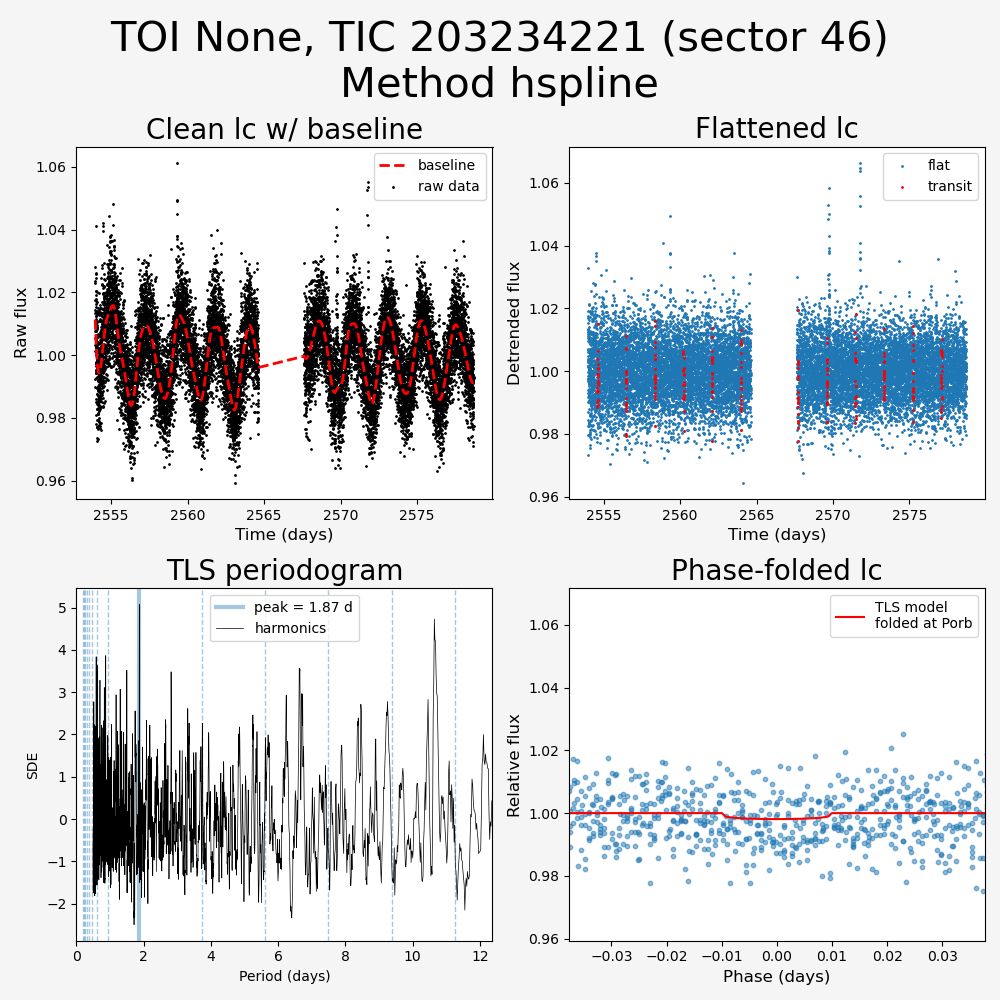 TOI None, TIC 203234221 (sector 46)
Method hspline
Clean lc w/ baseline
Flattened lc
baseline
raw data
flat
transit
Raw flux
1.06
1.04
1.02
1.00
0.98
0.96
2555
2560
2565
2570
2575
Time (days)
Detrended flux
1.06
1.04
1.02
1.00
0.98
0.96
2555
2560
2565
2570
2575
Time (days)
TLS periodogram
Phase-folded lc
peak = 1.87 d
harmonics
SDE
5
4
3
2
1
0
−1
−2
0
2
4
6
8
10
12
Period (days)
TLS model
folded at Porb
Relative flux
1.06
1.04
1.02
1.00
0.98
0.96
−0.03
−0.02
−0.01
0.00
0.01
0.02
0.03
Phase (days)